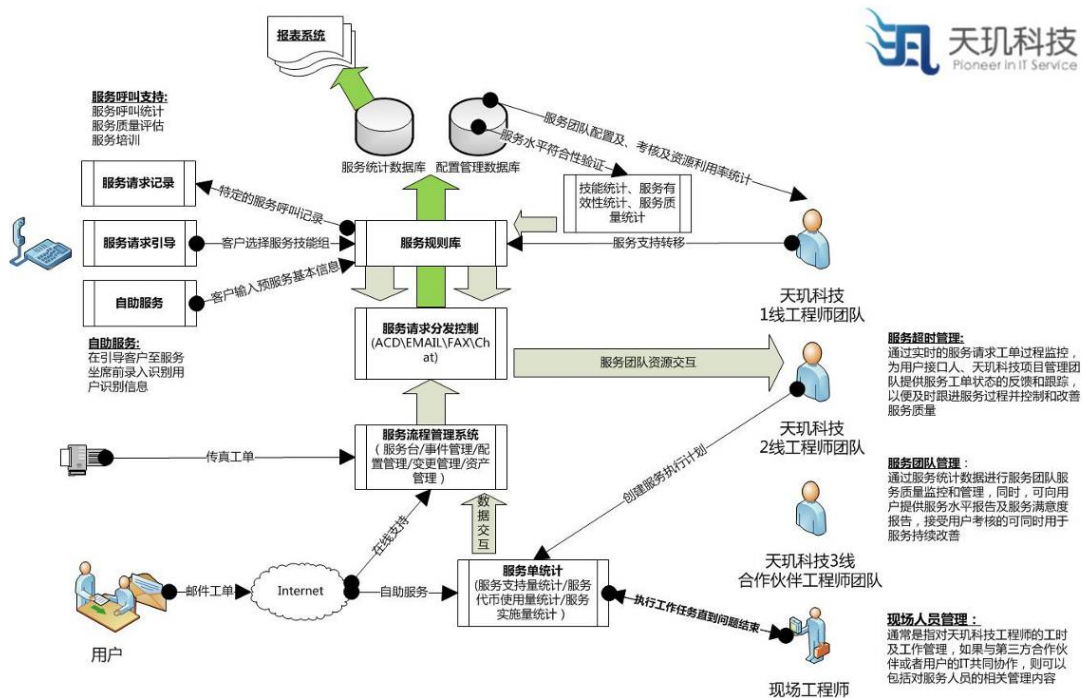 报表系统
天玑科技
Pioneer in IT Service
服务呼叫支持:
服务呼叫统计
服务质量评估
服务培训
服务统计数据库
配置管理数据库
服务团队配置及、考核及资源利用率统计
服务水平符合性验证
技能统计、服务有
效性统计、服务质
量统计
服务请求记录
特定的服务呼叫记录
服务请求引导
客户选择服务技能组
服务规则库
服务支持转移
自助服务
客户输入预服务基本信息
天玑科技
1线工程师团队
自助服务:
在引导客户至服务
坐席前录入识别用
户识别信息
服务请求分发控制
(ACD\EMAIL\FAX\Ch
at)
服务团队资源交互
服务超时管理:
通过实时的服务请求工单过程监控，
为用户接口人、天玑科技项目管理团
队提供服务工单状态的反馈和跟踪，
以便及时跟进服务过程并控制和改善
服务质量
天玑科技
2线工程师团队
服务流程管理系统
（服务台/事件管理/配
置管理/变更管理/资产
管理）
传真工单
创建服务执行计划
服务团队管理：
通过服务统计数据进行服务团队服
务质量监控和管理，同时，可向用
户提供服务水平报告及服务满意度
报告，接受用户考核的可同时用于
服务持续改善
数据交互
在线支持
天玑科技3线
合作伙伴工程师团队
邮件工单
Internet
自助服务
服务单统计
(服务支持量统计/服务
代币使用量统计/服务
实施量统计）
执行工作任务直到问题结束
用户
现场工程师
现场人员管理：
通常是指对天玑科技工程师的工时
及工作管理，如果与第三方合作伙
伴或者用户的IT共同协作，则可以
包括对服务人员的相关管理内容